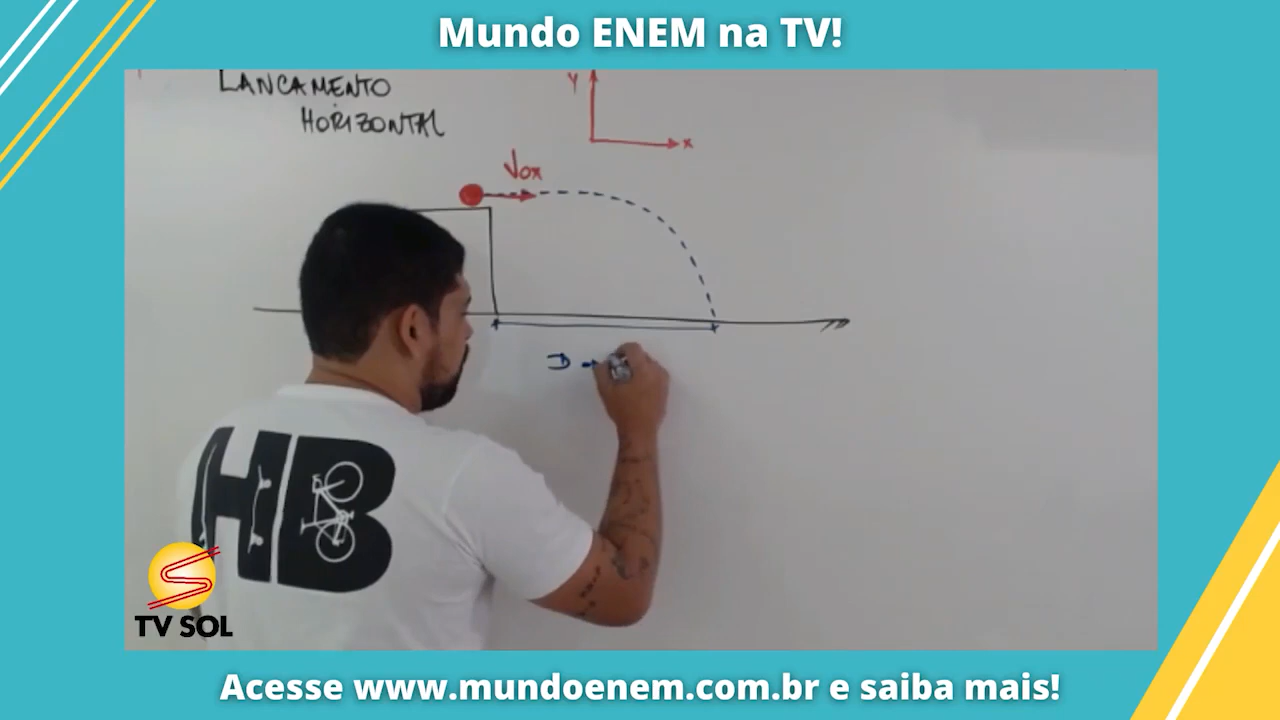 Mundo ENEM na TV!
LANÇAMENTO
HORIZONTAL
Y
x
Vox
D
HB
TV SOL
Acesse www.mundoenem.com.br e saiba mais!